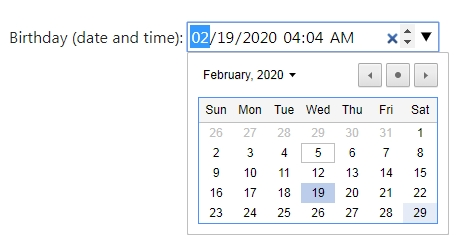 Birthday (date and time): 02/19/2020 04:04 AM
February, 2020
Sun Mon Tue Wed Thu Fri Sat
26 27 28 29 30 31 1
2 3 4 5 6 7 8
9 10 11 12 13 14 15
16 17 18 19 20 21 22
23 24 25 26 27 28 29